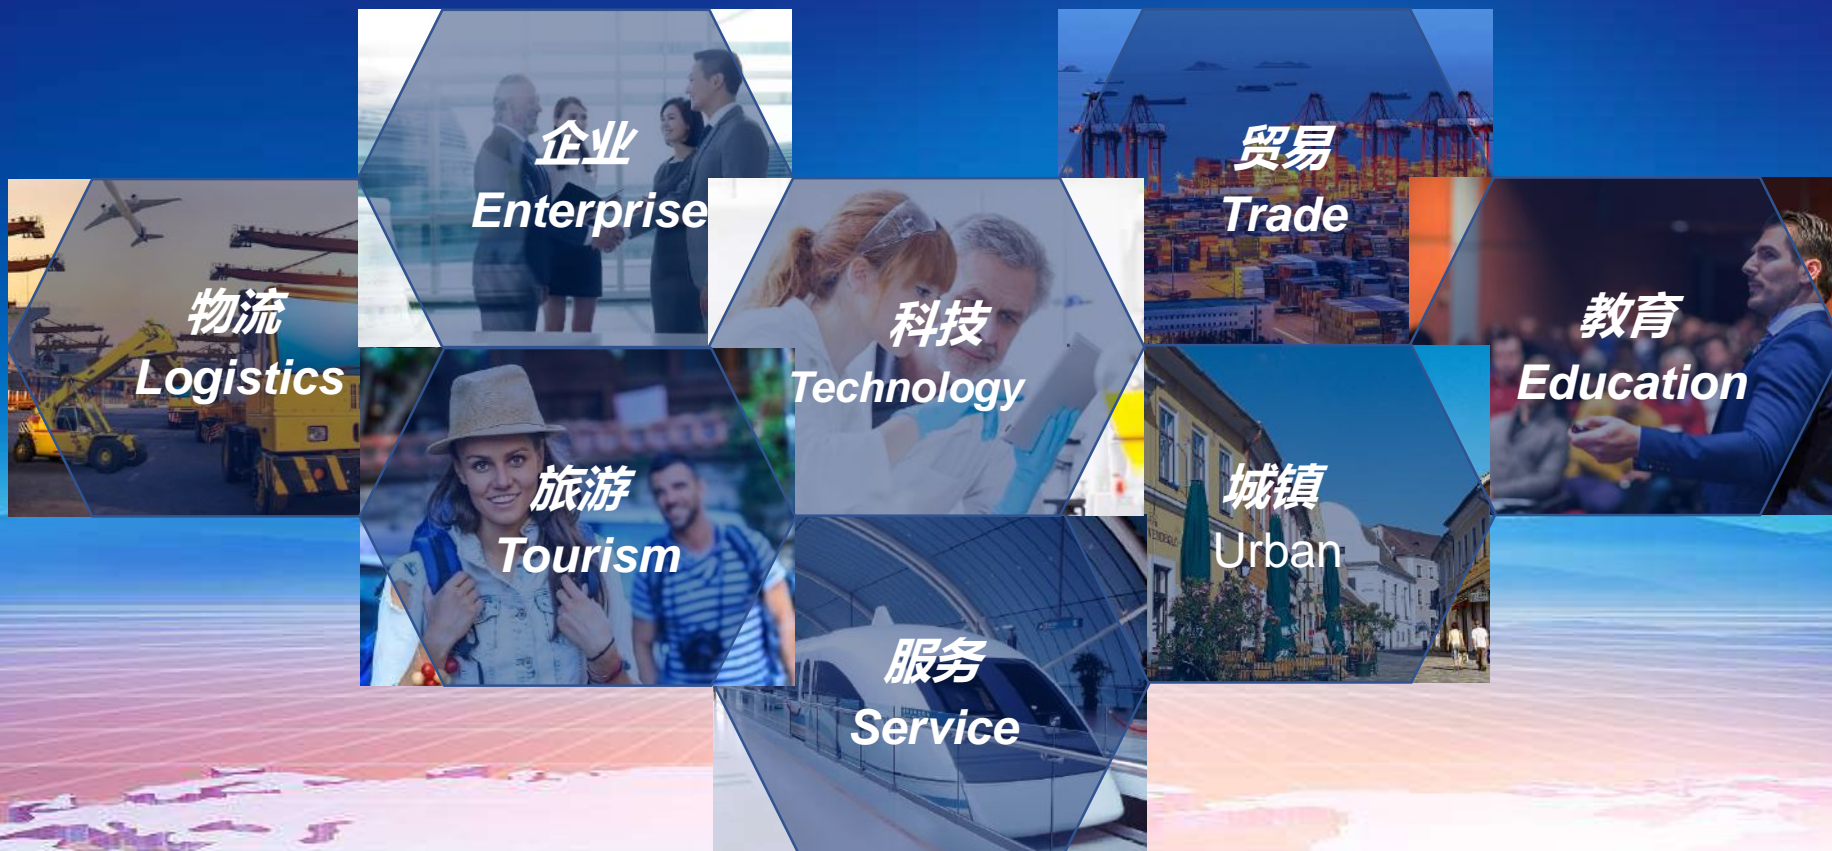 企业
Enterprise
贸易
Trade
物流
Logistics
科技
Technology
教育
Education
旅游
Tourism
城镇
Urban
服务
Service